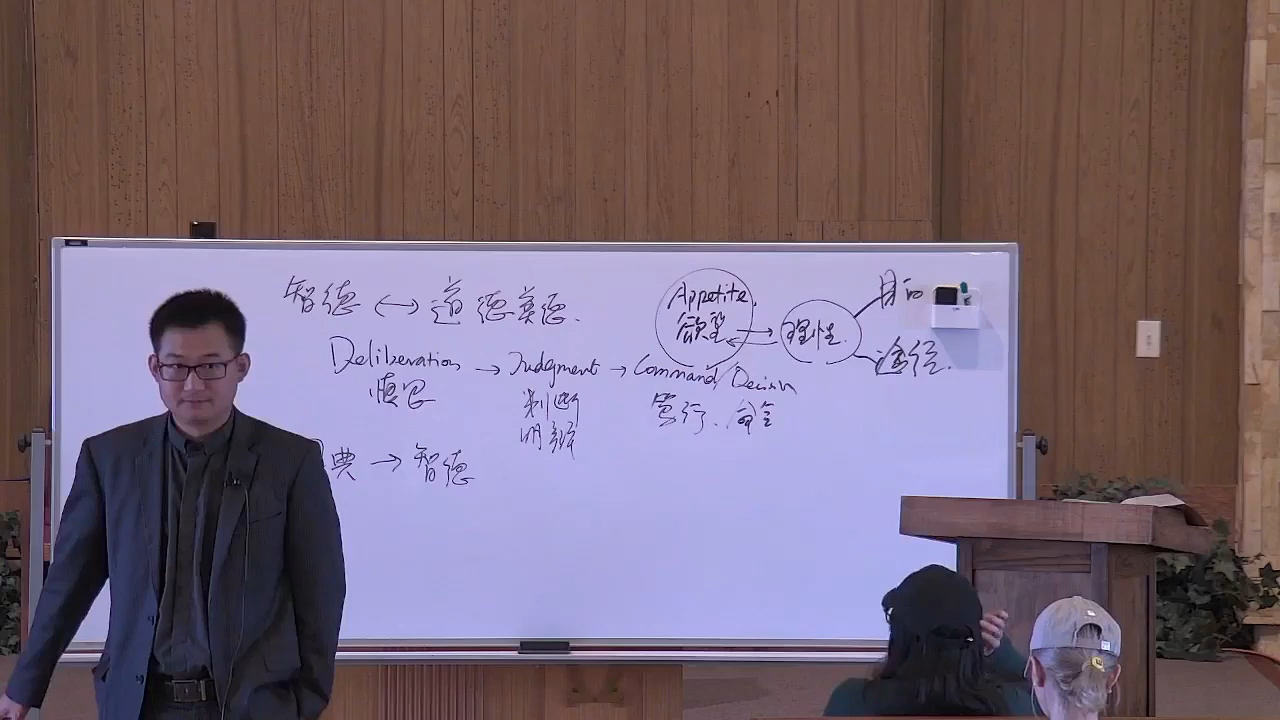 智德 ↔ 道德美德.
Appetite,
欲望
理性.
目的
途径.
Deliberation → Judgment → Command/Decision
慎思
判断
明辨
笃行、命令
典 → 智德